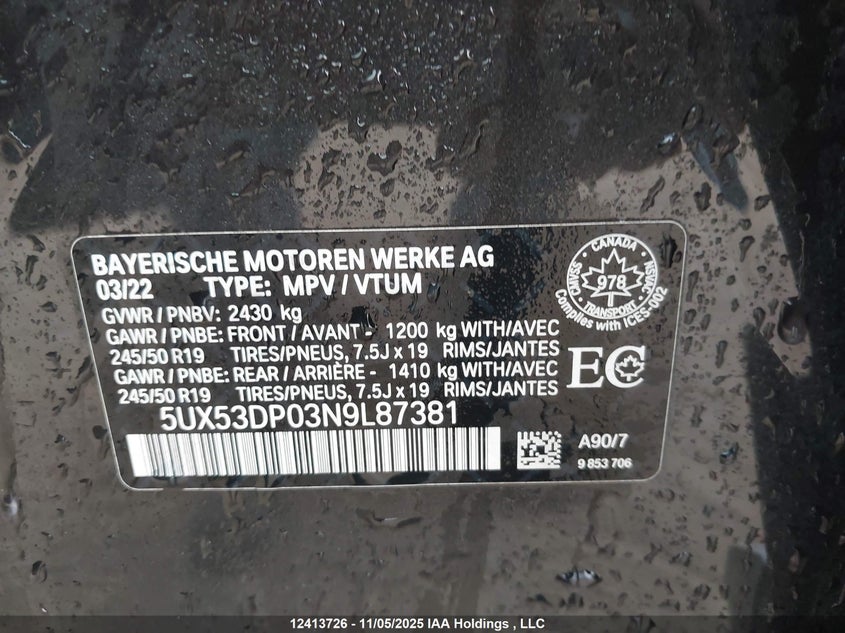 BAYERISCHE MOTOREN WERKE AG
03/22 TYPE: MPV / VTUM
GVWR / PNBV: 2430 kg
GAWR / PNBE: FRONT / AVANT - 1200 kg WITH/AVEC
245/50 R19 TIRES/PNEUS, 7.5J x 19 RIMS/JANTES
GAWR / PNBE: REAR / ARRIÈRE - 1410 kg WITH/AVEC
245/50 R19 TIRES/PNEUS, 7.5J x 19 RIMS/JANTES
5UX53DP03N9L87381
CANADA
CMVSS
978
NSVAC
TRANSPORT
Complies with ICES-002
EC
A90/7
9 853 706
12413726 - 11/05/2025 IAA Holdings , LLC